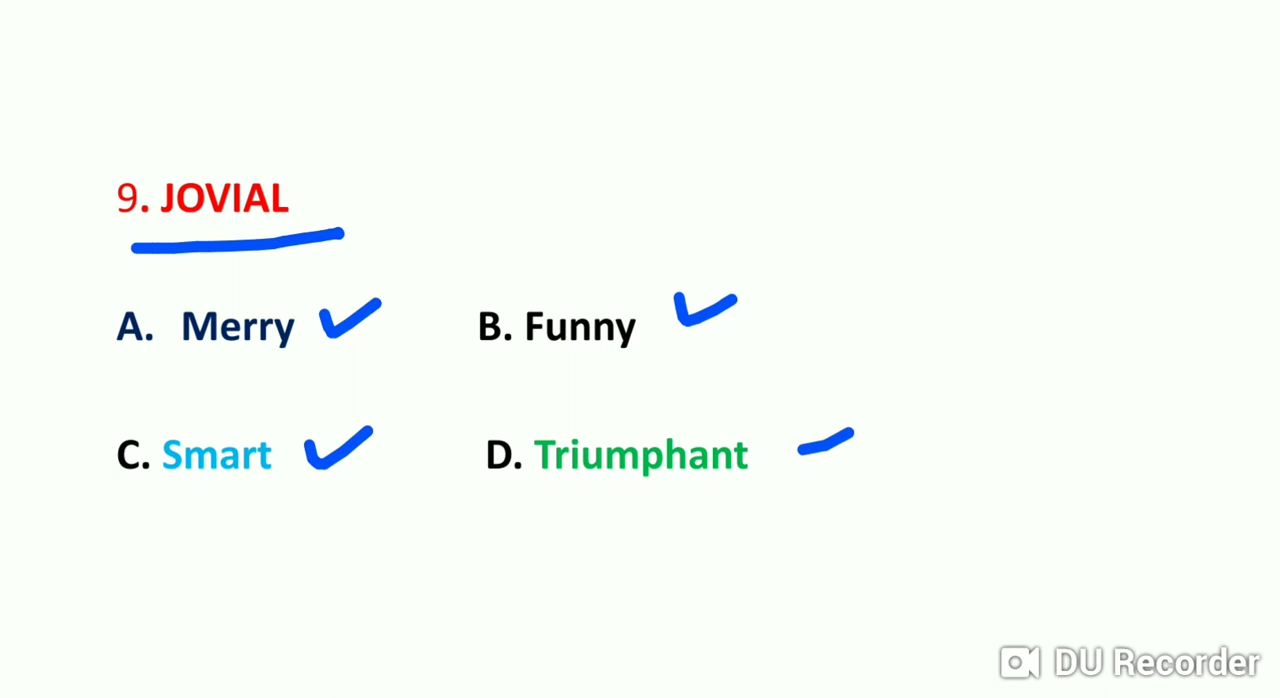 9. JOVIAL
A. Merry B. Funny
C. Smart D. Triumphant
DU Recorder